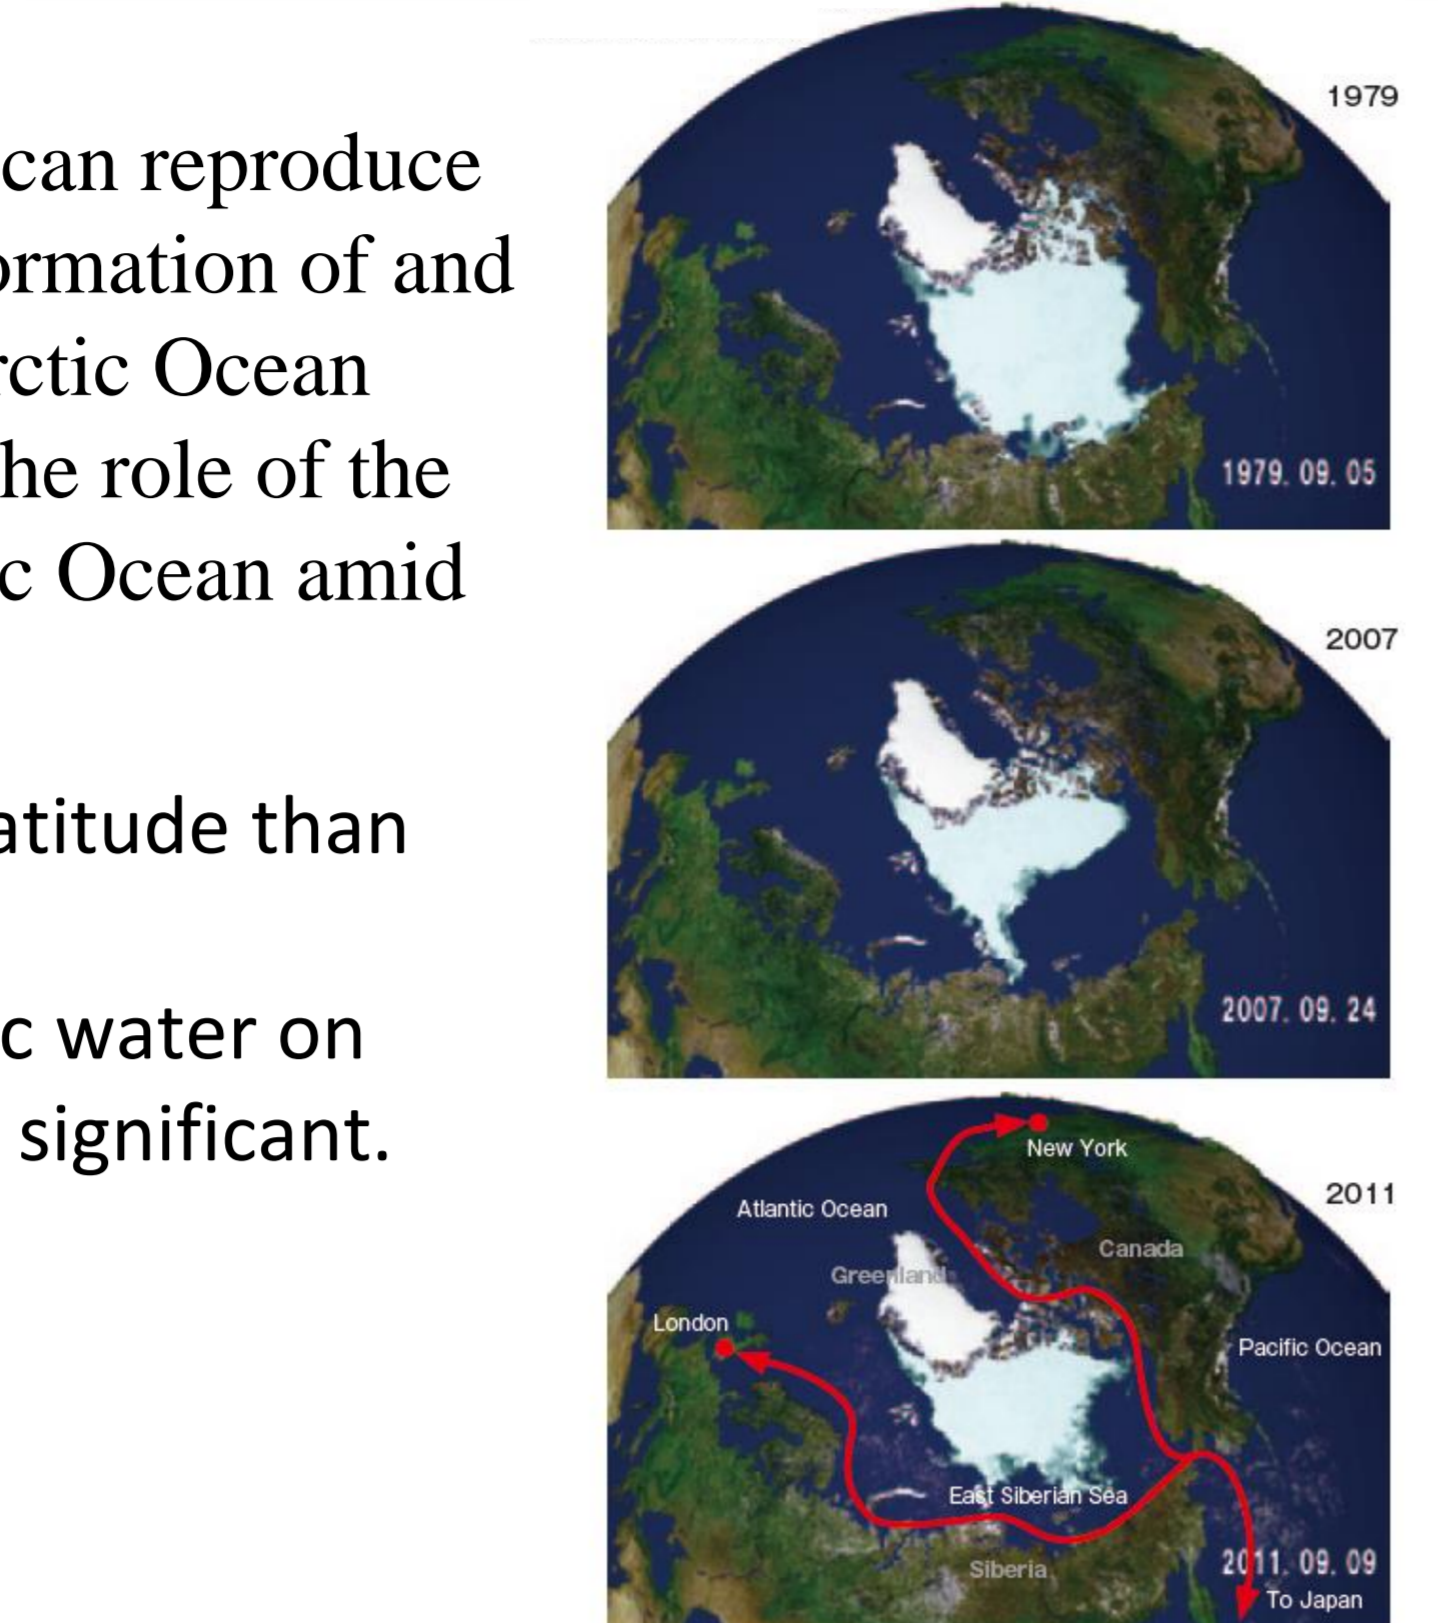 can reproduce
ormation of and
rctic Ocean
he role of the
c Ocean amid
atitude than
c water on
significant.
1979
1979. 09. 05
2007
2007. 09. 24
New York
2011
Atlantic Ocean
Canada
Greenland
London
Pacific Ocean
East Siberian Sea
2011. 09. 09
Siberia
To Japan